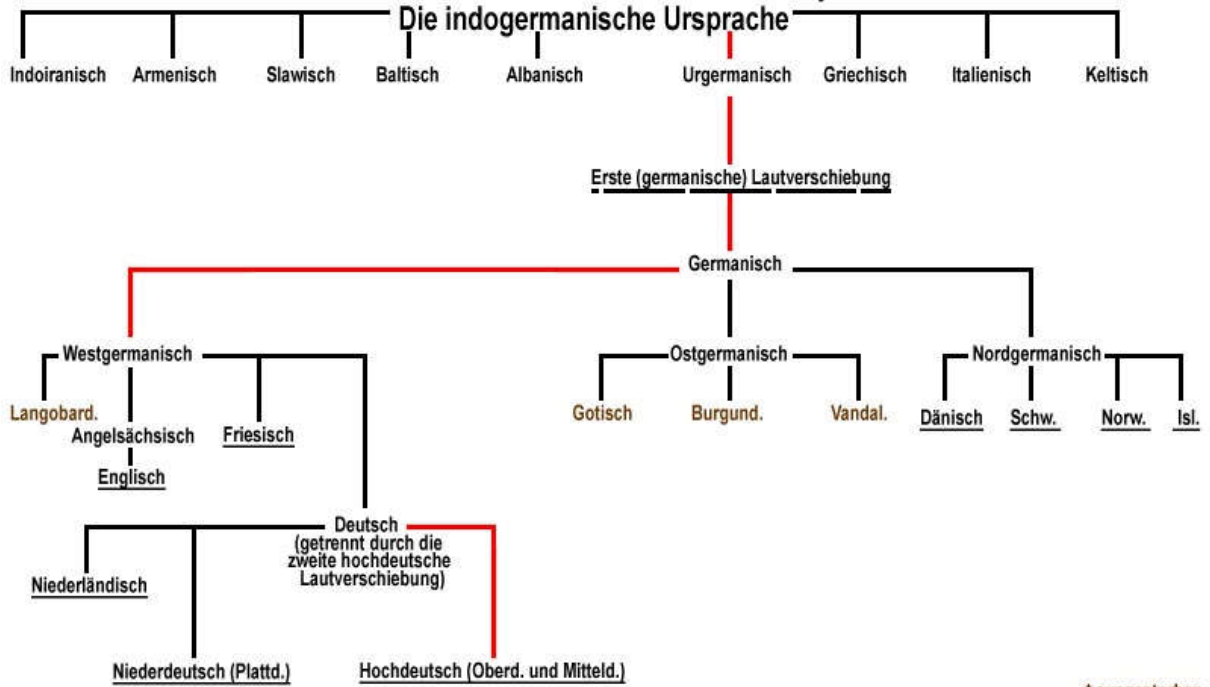 Die indogermanische Ursprache
Indoiranisch Armenisch Slawisch Baltisch Albanisch Urgermanisch Griechisch Italienisch Keltisch
Erste (germanische) Lautverschiebung
Germanisch
Westgermanisch Ostgermanisch Nordgermanisch
Langobard. Gotisch Burgund. Vandal. Dänisch Schw. Norw. Isl.
Angelsächsisch Friesisch
Englisch
Deutsch
(getrennt durch die
zweite hochdeutsche
Lautverschiebung)
Niederländisch
Niederdeutsch (Plattd.) Hochdeutsch (Oberd. und Mitteld.)